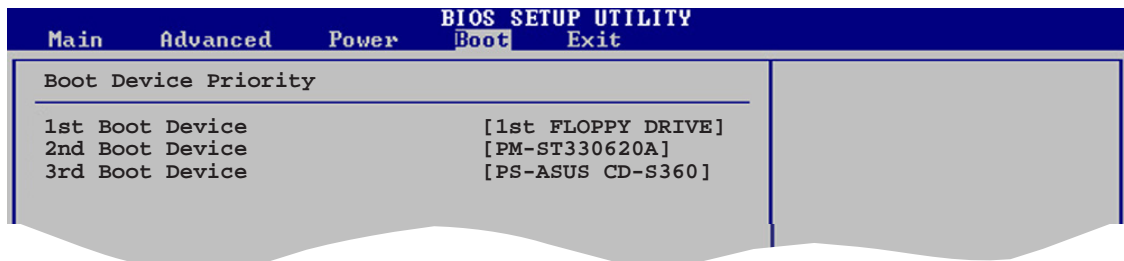 BIOS SETUP UTILITY
Main Advanced Power Boot Exit
Boot Device Priority
1st Boot Device [1st FLOPPY DRIVE]
2nd Boot Device [PM-ST330620A]
3rd Boot Device [PS-ASUS CD-S360]